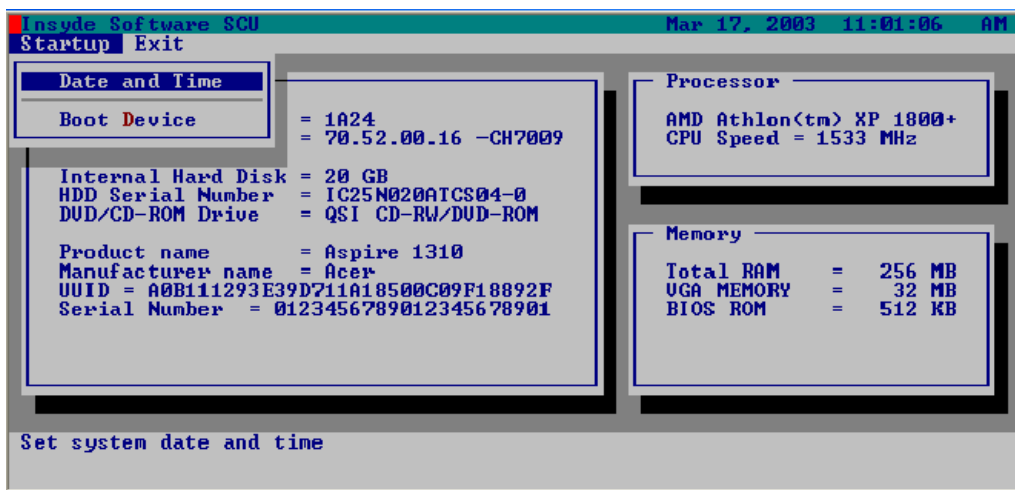 Insyde Software SCU Mar 17, 2003 11:01:06 AM
Startup Exit
Date and Time
Boot Device
= 1A24
= 70.52.00.16 -CH7009
Internal Hard Disk = 20 GB
HDD Serial Number = IC25N020ATCS04-0
DVD/CD-ROM Drive = QSI CD-RW/DVD-ROM
Product name = Aspire 1310
Manufacturer name = Acer
UUID = A0B111293E39D711A18500C09F18892F
Serial Number = 0123456789012345678901
Processor
AMD Athlon(tm) XP 1800+
CPU Speed = 1533 MHz
Memory
Total RAM = 256 MB
VGA MEMORY = 32 MB
BIOS ROM = 512 KB
Set system date and time